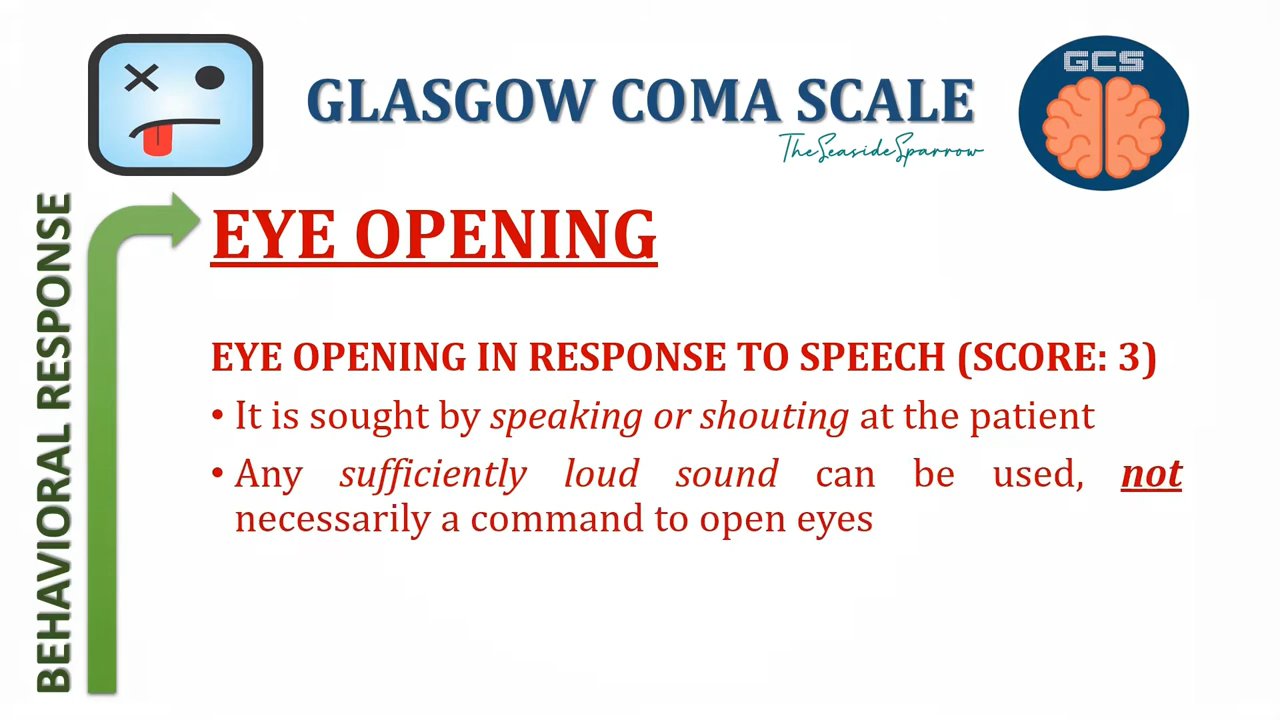 GCS
GLASGOW COMA SCALE
TheSeasideSparrow
BEHAVIORAL RESPONSE
EYE OPENING
EYE OPENING IN RESPONSE TO SPEECH (SCORE: 3)
• It is sought by speaking or shouting at the patient
• Any sufficiently loud sound can be used, not
necessarily a command to open eyes